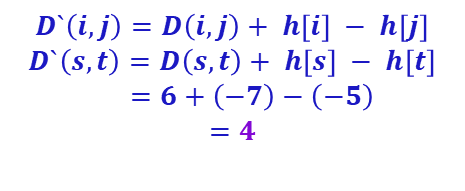 D`(i,j) = D(i,j) + h[i] − h[j]
D`(s,t) = D(s,t) + h[s] − h[t]
= 6 + (−7) − (−5)
= 4